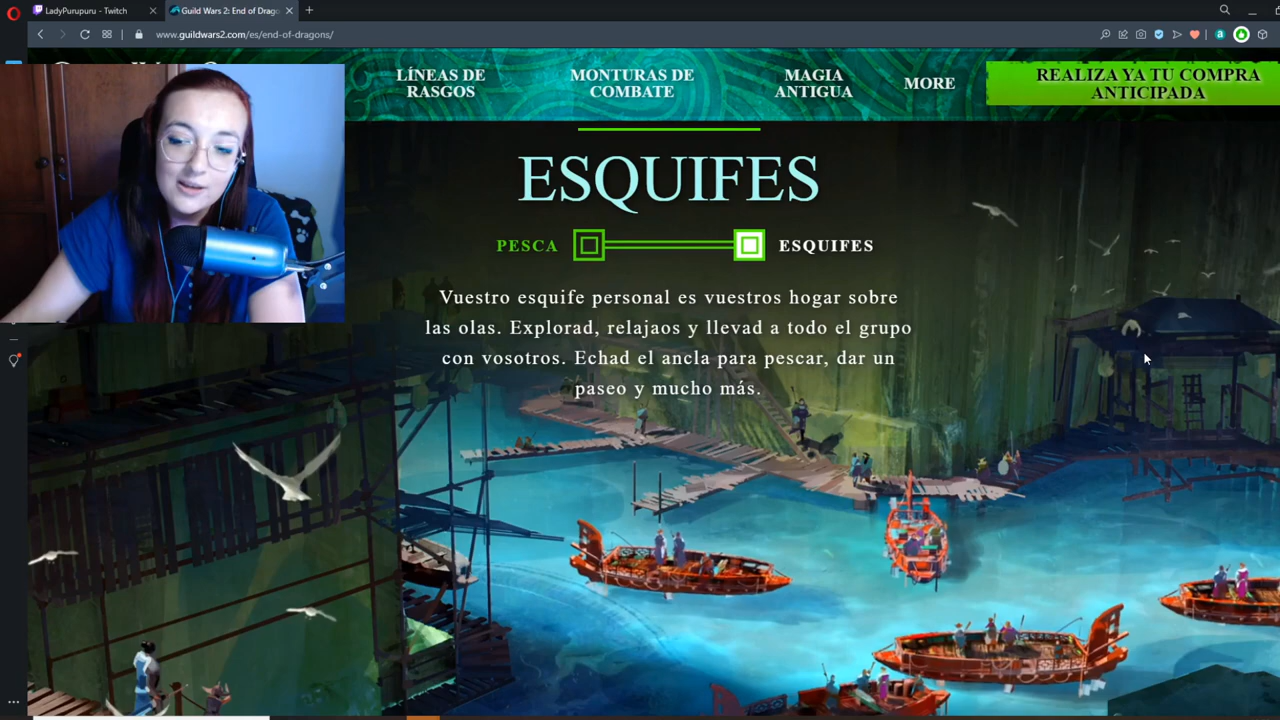 LadyPurupuru - Twitch
Guild Wars 2: End of Drago
www.guildwars2.com/es/end-of-dragons/
LÍNEAS DE
RASGOS
MONTURAS DE
COMBATE
MAGIA
ANTIGUA
MORE
REALIZA YA TU COMPRA
ANTICIPADA
ESQUIFES
PESCA
ESQUIFES
Vuestro esquife personal es vuestros hogar sobre
las olas. Explorad, relajaos y llevad a todo el grupo
con vosotros. Echad el ancla para pescar, dar un
paseo y mucho más.